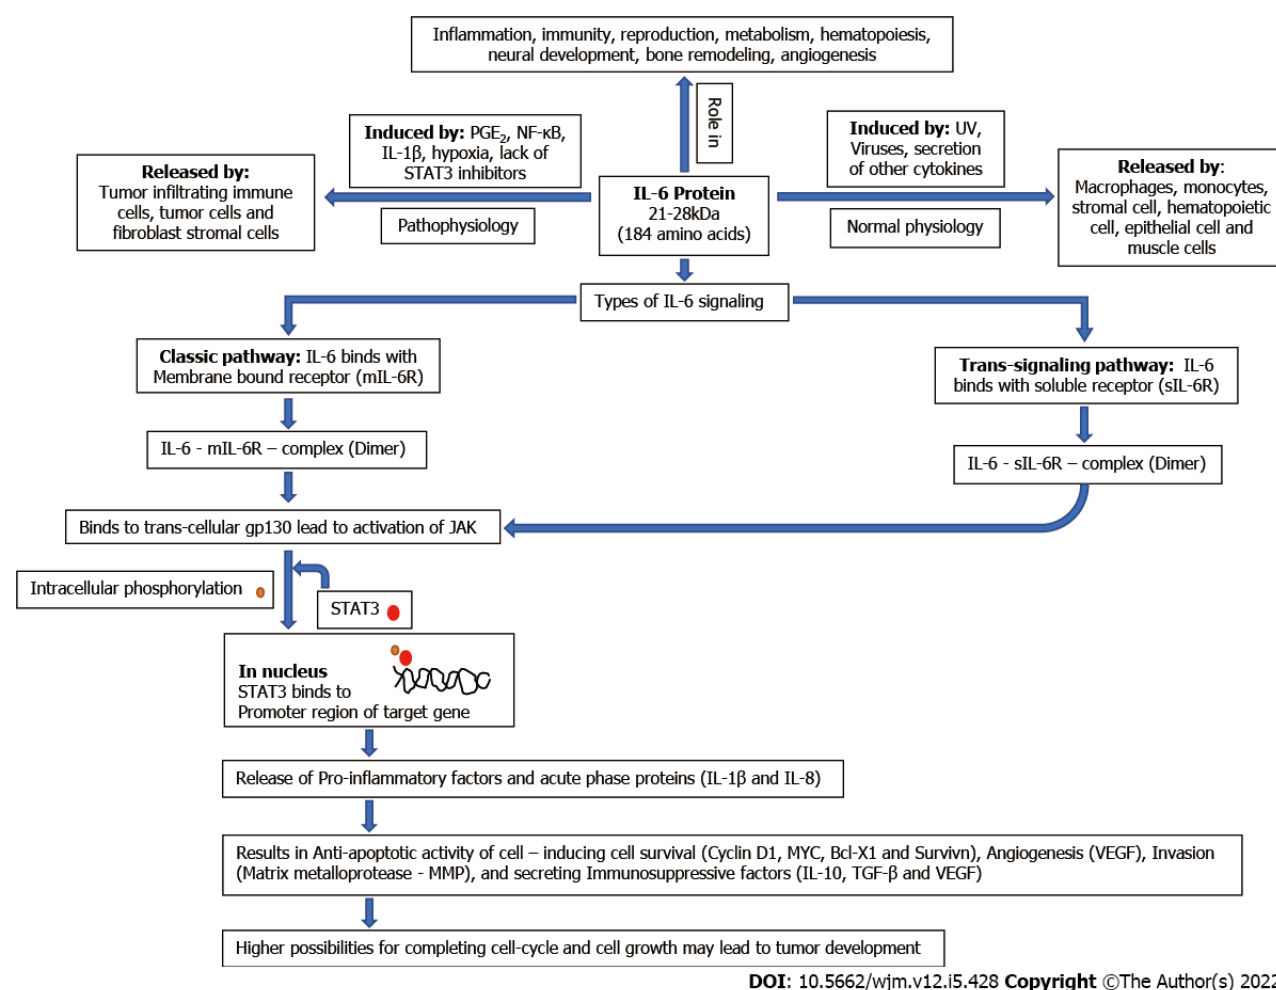 Inflammation, immunity, reproduction, metabolism, hematopoiesis,
neural development, bone remodeling, angiogenesis
Role in
Induced by: PGE₂, NF-κB,
IL-1β, hypoxia, lack of
STAT3 inhibitors
Induced by: UV,
Viruses, secretion
of other cytokines
Released by:
Tumor infiltrating immune
cells, tumor cells and
fibroblast stromal cells
Pathophysiology
IL-6 Protein
21-28kDa
(184 amino acids)
Normal physiology
Released by:
Macrophages, monocytes,
stromal cell, hematopoietic
cell, epithelial cell and
muscle cells
Types of IL-6 signaling
Classic pathway: IL-6 binds with
Membrane bound receptor (mIL-6R)
Trans-signaling pathway: IL-6
binds with soluble receptor (sIL-6R)
IL-6 - mIL-6R – complex (Dimer)
IL-6 - sIL-6R – complex (Dimer)
Binds to trans-cellular gp130 lead to activation of JAK
Intracellular phosphorylation
STAT3
In nucleus
STAT3 binds to
Promoter region of target gene
Release of Pro-inflammatory factors and acute phase proteins (IL-1β and IL-8)
Results in Anti-apoptotic activity of cell – inducing cell survival (Cyclin D1, MYC, Bcl-X1 and Survivn), Angiogenesis (VEGF), Invasion
(Matrix metalloprotease - MMP), and secreting Immunosuppressive factors (IL-10, TGF-β and VEGF)
Higher possibilities for completing cell-cycle and cell growth may lead to tumor development
DOI: 10.5662/wjm.v12.i5.428 Copyright ©The Author(s) 2022